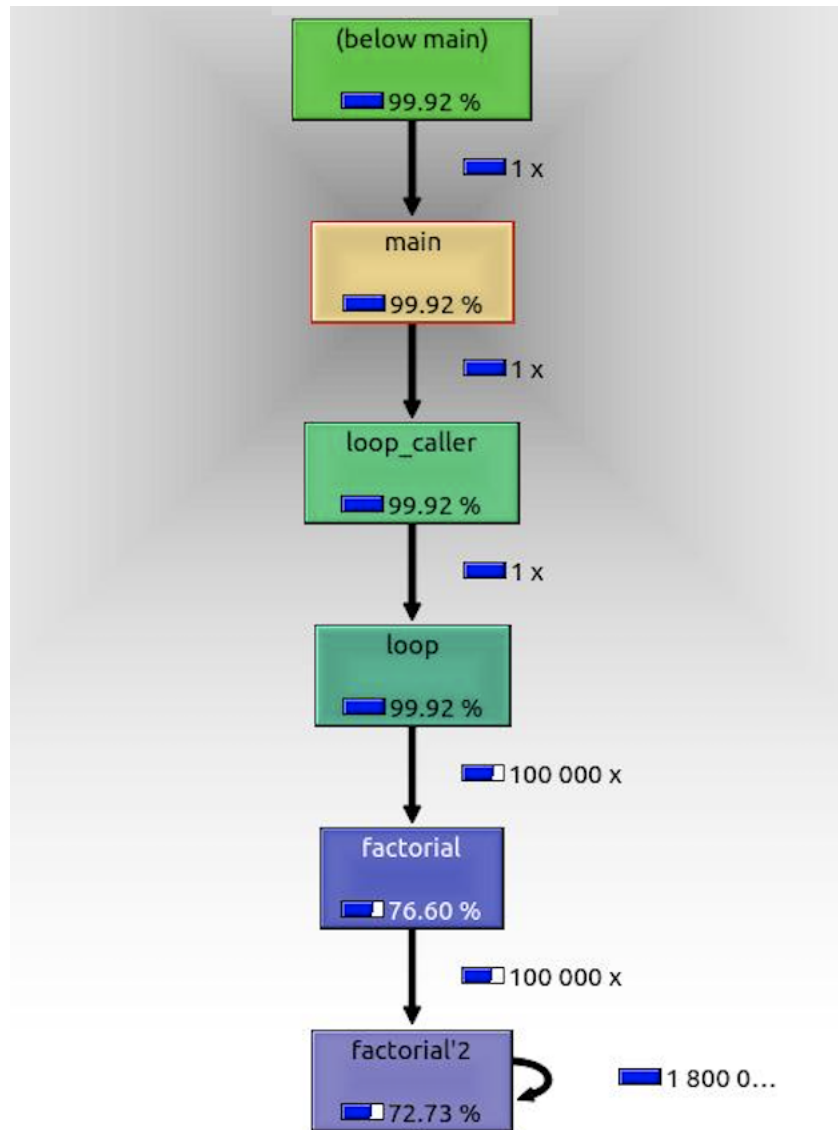 (below main)
99.92 %
1 x
main
99.92 %
1 x
loop_caller
99.92 %
1 x
loop
99.92 %
100 000 x
factorial
76.60 %
100 000 x
factorial'2
1 800 0...
72.73 %